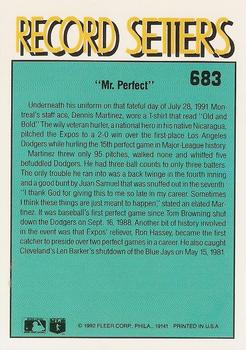 RECORD SETTERS
683
"Mr. Perfect"
Underneath his uniform on that fateful day of July 28, 1991 Mon-
treal's staff ace, Dennis Martinez, wore a T-shirt that read "Old and
Bold". The wily veteran hurler, a national hero in his native Nicaragua,
pitched the Expos to a 2-0 win over the first-place Los Angeles
Dodgers while hurling the 15th perfect game in Major-League history.
Martinez threw only 95 pitches, walked none and whiffed five
befuddled Dodgers. He had three-ball counts to only three batters.
The only trouble he ran into was a back twinge in the fourth inning
and a good bunt by Juan Samuel that was snuffed out in the seventh
"I thank God for giving this to me so late in my career. Sometimes
I think these things are just meant to happen," stated an elated Mar-
tinez. It was baseball's first perfect game since Tom Browning shut
down the Dodgers on Sept. 16, 1988. Another bit of history involved
in the event was Expos' reliever, Ron Hassey, became the first cat-
cher to preside over two perfect games in a career. He also caught
Cleveland's Len Barker's shutdown of the Blue Jays on May 15, 1981
© 1992 FLEER CORP., PHILA., 19141 PRINTED IN U.S.A.